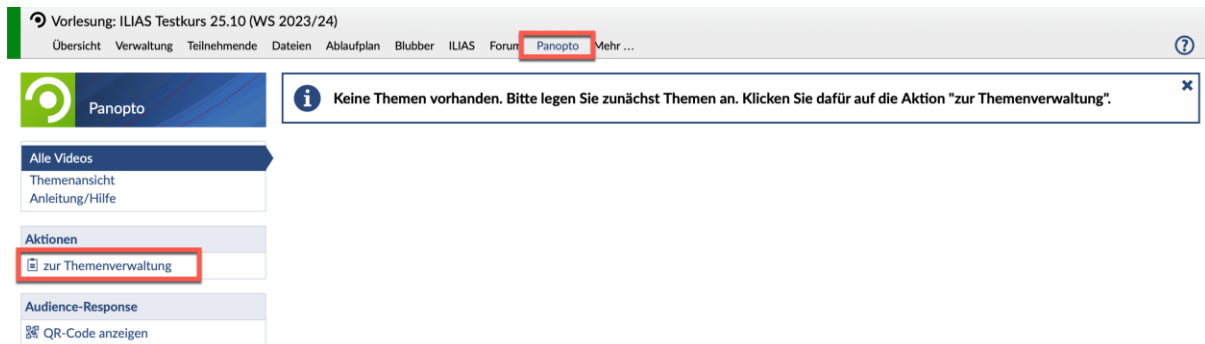 Vorlesung: ILIAS Testkurs 25.10 (WS 2023/24)
Übersicht Verwaltung Teilnehmende Dateien Ablaufplan Blubber ILIAS Forum Panopto Mehr ...
Panopto
Keine Themen vorhanden. Bitte legen Sie zunächst Themen an. Klicken Sie dafür auf die Aktion "zur Themenverwaltung".
Alle Videos
Themenansicht
Anleitung/Hilfe
Aktionen
zur Themenverwaltung
Audience-Response
QR-Code anzeigen